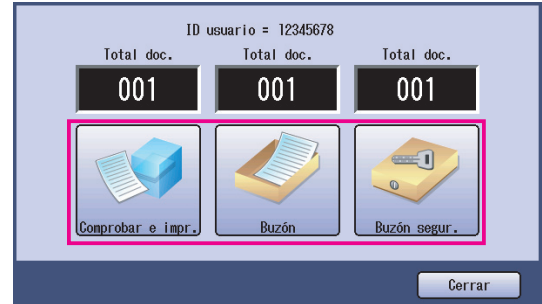 ID usuario = 12345678
Total doc. Total doc. Total doc.
001 001 001
Comprobar e impr. Buzón Buzón segur.
Cerrar